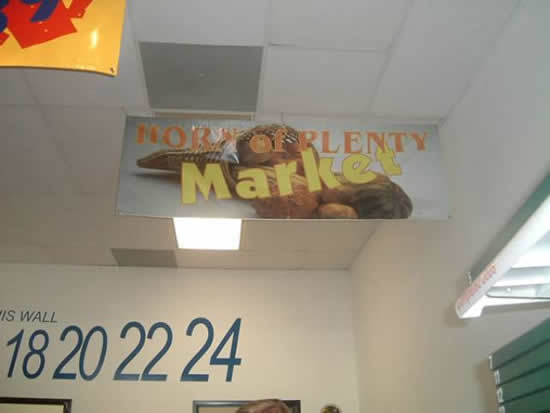 HORN of PLENTY
Market
IS WALL
18 20 22 24